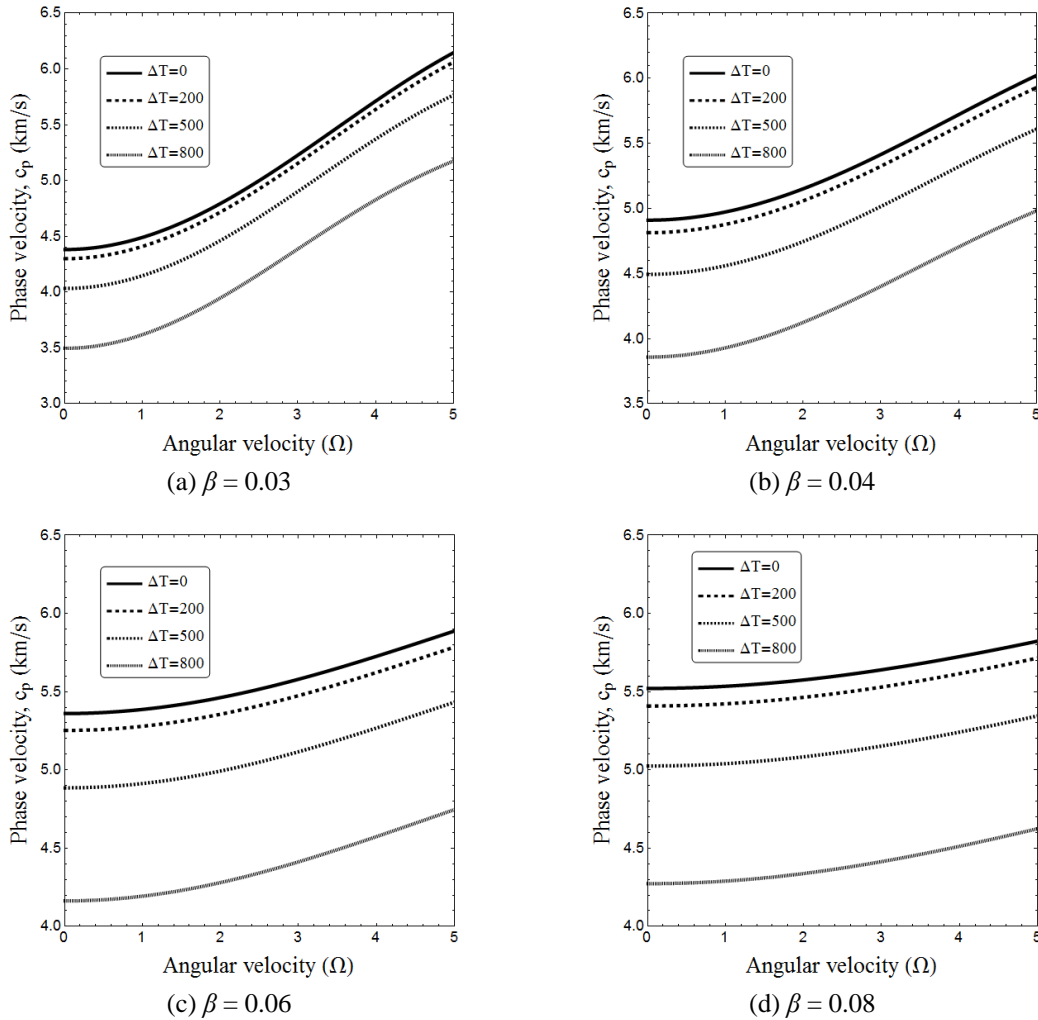 6.5
6.0
5.5
5.0
4.5
4.0
3.5
3.0
Phase velocity, cp (km/s)
ΔT=0
ΔT=200
ΔT=500
ΔT=800
0 1 2 3 4 5
Angular velocity (Ω)
(a) β = 0.03
6.5
6.0
5.5
5.0
4.5
4.0
3.5
Phase velocity, cp (km/s)
ΔT=0
ΔT=200
ΔT=500
ΔT=800
0 1 2 3 4 5
Angular velocity (Ω)
(b) β = 0.04
6.5
6.0
5.5
5.0
4.5
4.0
Phase velocity, cp (km/s)
ΔT=0
ΔT=200
ΔT=500
ΔT=800
0 1 2 3 4 5
Angular velocity (Ω)
(c) β = 0.06
6.5
6.0
5.5
5.0
4.5
4.0
Phase velocity, cp (km/s)
ΔT=0
ΔT=200
ΔT=500
ΔT=800
0 1 2 3 4 5
Angular velocity (Ω)
(d) β = 0.08